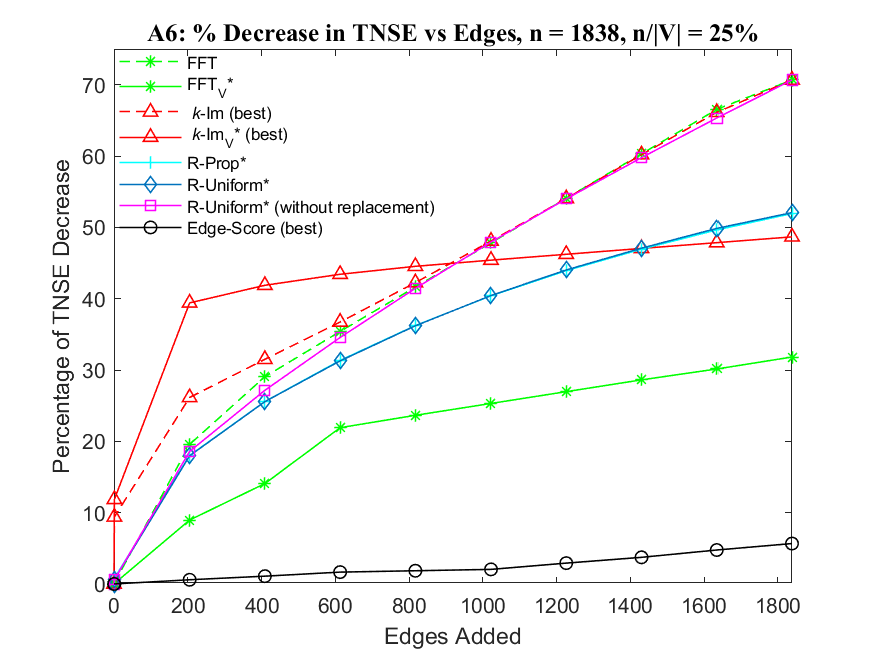 A6: % Decrease in TNSE vs Edges, n = 1838, n/|V| = 25%
FFT
FFT_V*
k-Im (best)
k-Im_V* (best)
R-Prop*
R-Uniform*
R-Uniform* (without replacement)
Edge-Score (best)
Percentage of TNSE Decrease
70
60
50
40
30
20
10
0
0 200 400 600 800 1000 1200 1400 1600 1800
Edges Added